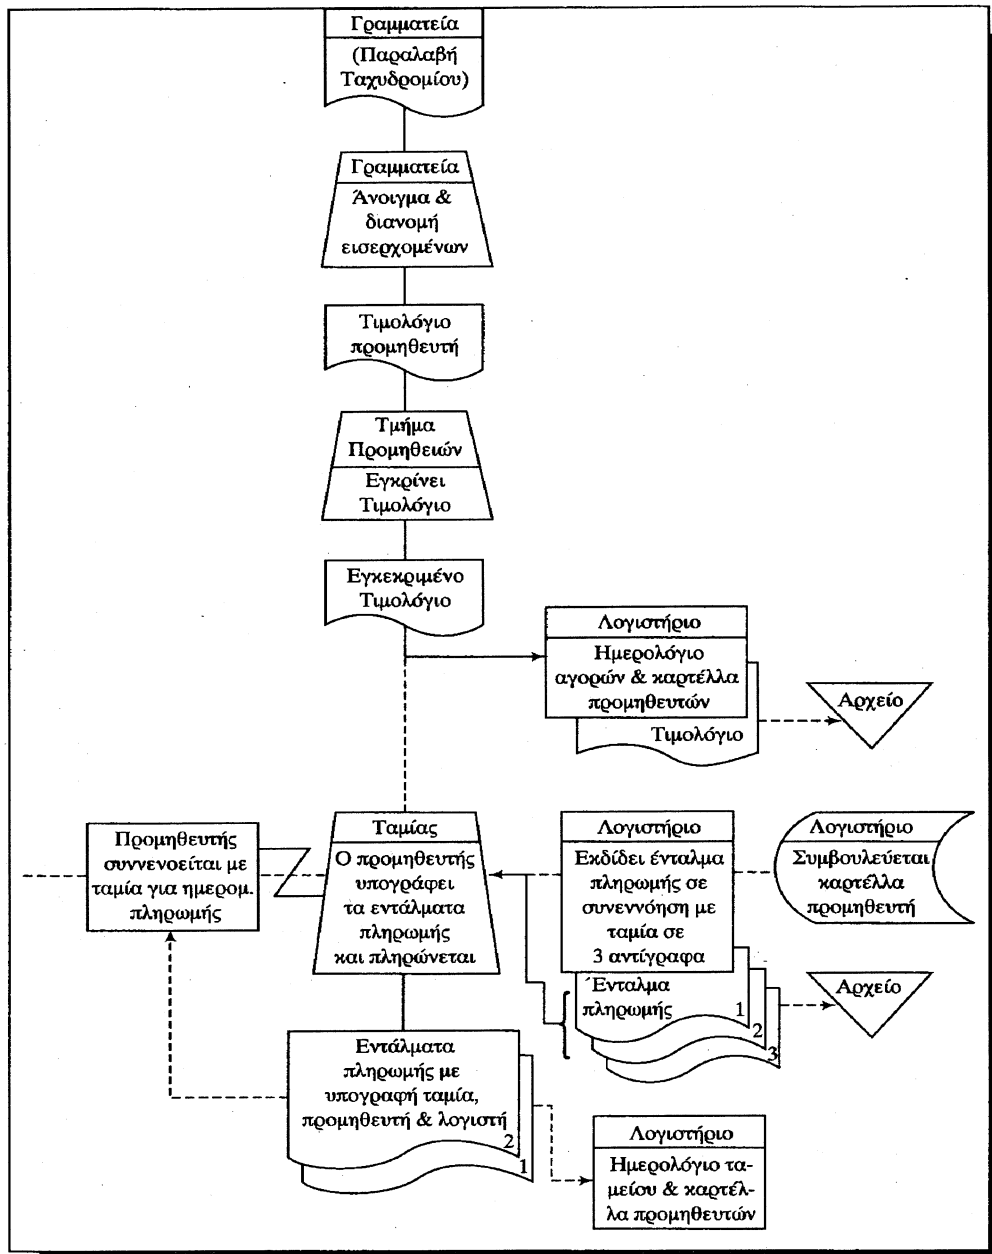 Γραμματεία
(Παραλαβή
Ταχυδρομίου)
Γραμματεία
Άνοιγμα &
διανομή
εισερχομένων
Τιμολόγιο
προμηθευτή
Τμήμα
Προμηθειών
Εγκρίνει
Τιμολόγιο
Εγκεκριμένο
Τιμολόγιο
Λογιστήριο
Ημερολόγιο
αγορών & καρτέλλα
προμηθευτών
Τιμολόγιο
Αρχείο
Προμηθευτής
συννενοείται με
ταμία για ημερομ.
πληρωμής
Ταμίας
Ο προμηθευτής
υπογράφει
τα εντάλματα
πληρωμής
και πληρώνεται
Λογιστήριο
Εκδίδει ένταλμα
πληρωμής σε
συνεννόηση με
ταμία σε
3 αντίγραφα
Λογιστήριο
Συμβουλεύεται
καρτέλλα
προμηθευτή
Ένταλμα
πληρωμής
1
2
3
Αρχείο
Εντάλματα
πληρωμής με
υπογραφή ταμία,
προμηθευτή & λογιστή
2
1
Λογιστήριο
Ημερολόγιο τα-
μείου & καρτέλ-
λα προμηθευτών